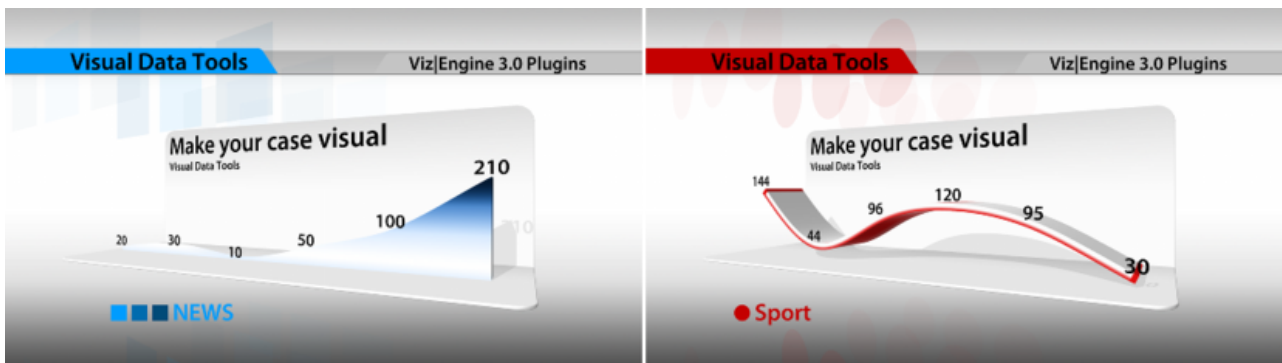 Visual Data Tools
Viz|Engine 3.0 Plugins
Make your case visual
Visual Data Tools
20
30
10
50
100
210
210
NEWS
Visual Data Tools
Viz|Engine 3.0 Plugins
Make your case visual
Visual Data Tools
144
44
96
120
95
30
Sport